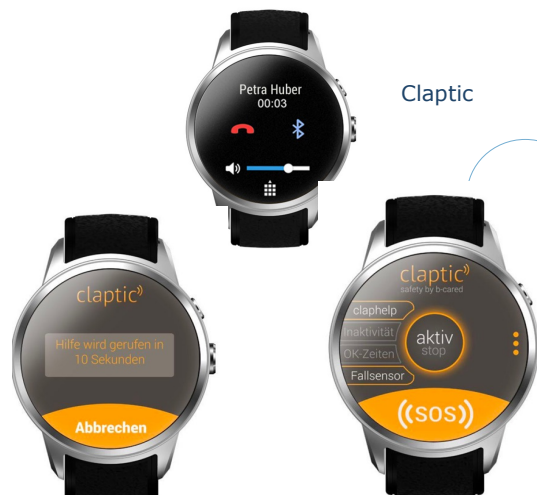 Petra Huber
00:03
Claptic
claptic
Hilfe wird gerufen in
10 Sekunden
Abbrechen
claptic
safety by b-cared
claphelp
Inaktivität
OK-Zeiten
Fallsensor
aktiv
stop
((SOS))